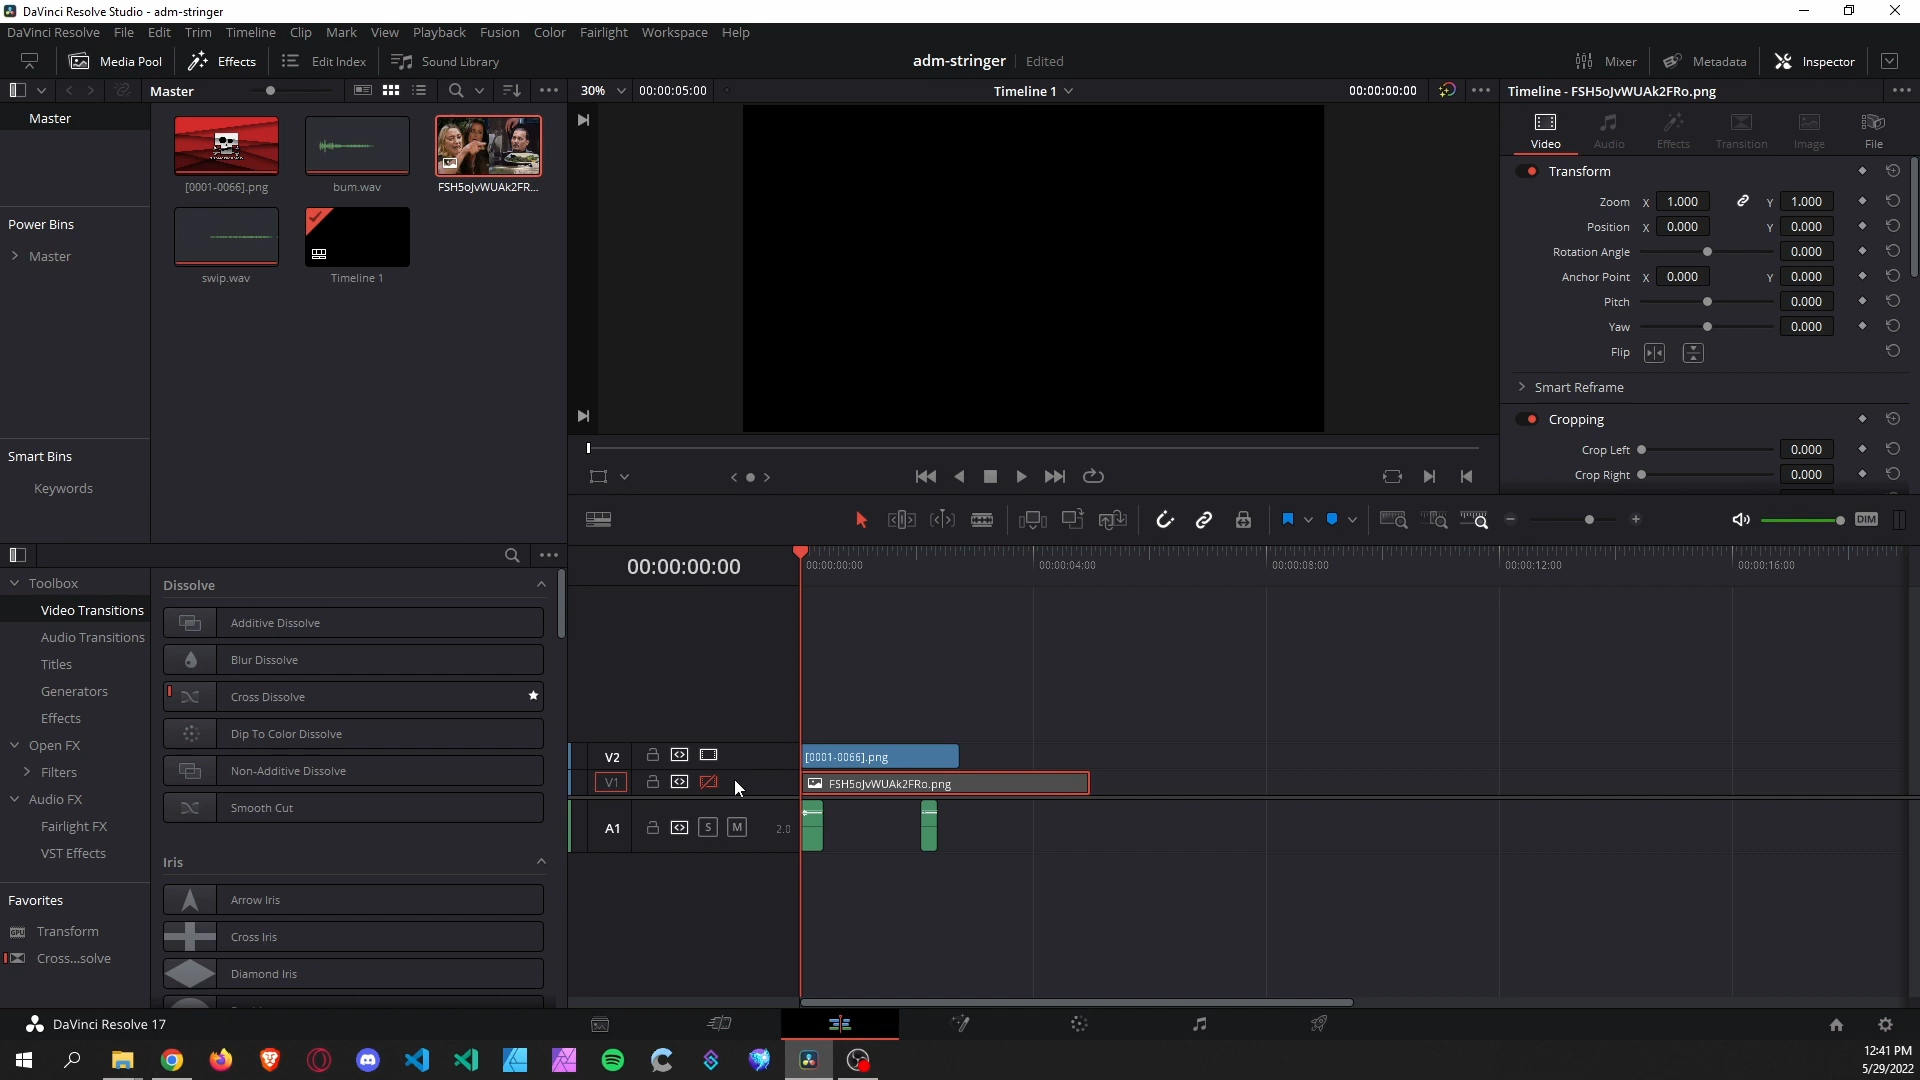 DaVinci Resolve Studio - adm-stringer
DaVinci Resolve File Edit Trim Timeline Clip Mark View Playback Fusion Color Fairlight Workspace Help
Media Pool Effects Edit Index Sound Library adm-stringer Edited Mixer Metadata Inspector
Master 30% 00:00:05:00 Timeline 1 00:00:00:00 Timeline - FSH5oJvWUAk2FRo.png
Master
[0001-0066].png bum.wav FSH5oJvWUAk2FR...
swip.wav Timeline 1
Power Bins
Master
Smart Bins
Keywords
Video Audio Effects Transition Image File
Transform
Zoom X 1.000 Y 1.000
Position X 0.000 Y 0.000
Rotation Angle 0.000
Anchor Point X 0.000 Y 0.000
Pitch 0.000
Yaw 0.000
Flip
Smart Reframe
Cropping
Crop Left 0.000
Crop Right 0.000
DIM
Toolbox
Video Transitions
Audio Transitions
Titles
Generators
Effects
Open FX
Filters
Audio FX
Fairlight FX
VST Effects
Favorites
Transform
Cross...solve
Dissolve
Additive Dissolve
Blur Dissolve
Cross Dissolve
Dip To Color Dissolve
Non-Additive Dissolve
Smooth Cut
Iris
Arrow Iris
Cross Iris
Diamond Iris
00:00:00:00 00:00:00:00 00:00:04:00 00:00:08:00 00:00:12:00 00:00:16:00
V2 [0001-0066].png
V1 FSH5oJvWUAk2FRo.png
A1 S M 2.0
DaVinci Resolve 17
12:41 PM
5/29/2022